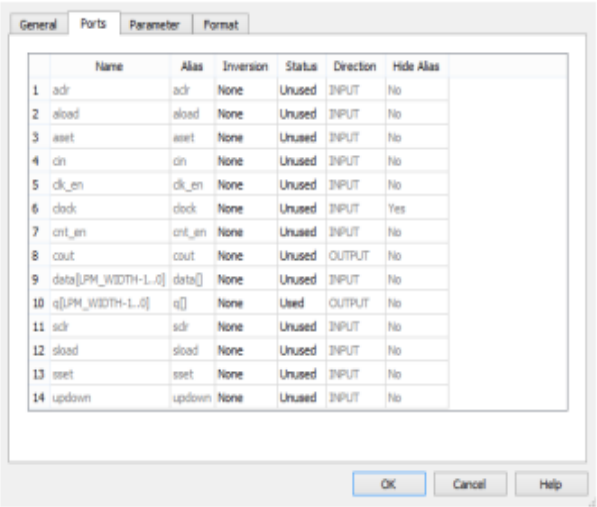 General Ports Parameter Format
Name Alias Inversion Status Direction Hide Alias
1 aclr aclr None Unused INPUT No
2 aload aload None Unused INPUT No
3 aset aset None Unused INPUT No
4 cin cin None Unused INPUT No
5 clk_en clk_en None Unused INPUT No
6 clock clock None Unused INPUT Yes
7 cnt_en cnt_en None Unused INPUT No
8 cout cout None Unused OUTPUT No
9 data[LPM_WIDTH-1..0] data[] None Unused INPUT No
10 q[LPM_WIDTH-1..0] q[] None Used OUTPUT No
11 sclr sclr None Unused INPUT No
12 sload sload None Unused INPUT No
13 sset sset None Unused INPUT No
14 updown updown None Unused INPUT No
OK Cancel Help